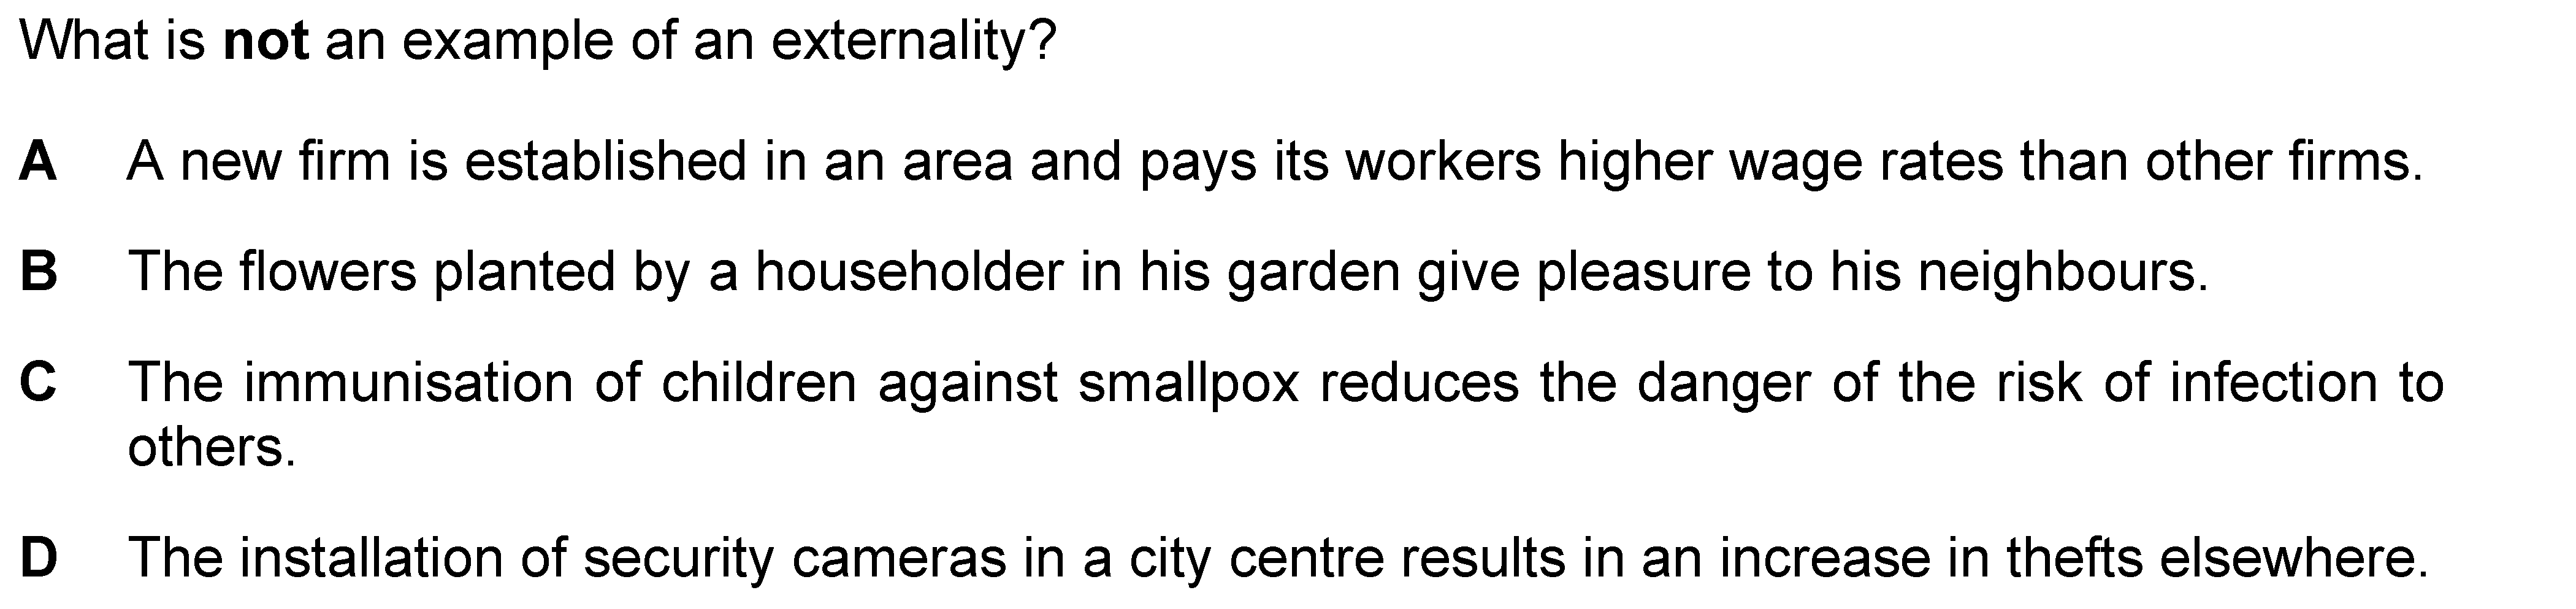 What is not an example of an externality?
A A new firm is established in an area and pays its workers higher wage rates than other firms.
B The flowers planted by a householder in his garden give pleasure to his neighbours.
C The immunisation of children against smallpox reduces the danger of the risk of infection to
others.
D The installation of security cameras in a city centre results in an increase in thefts elsewhere.